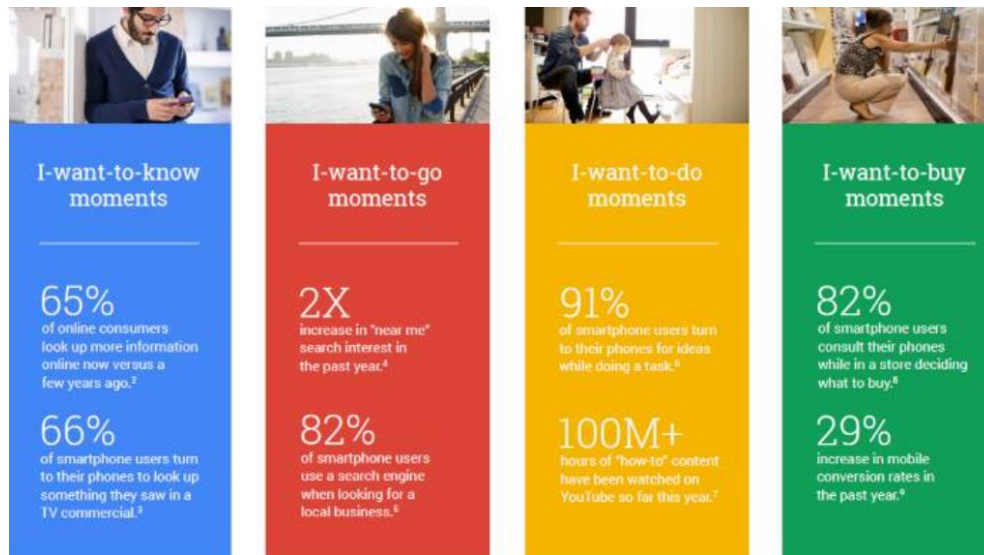 I-want-to-know
moments
65%
of online consumers
look up more information
online now versus a
few years ago.²
66%
of smartphone users turn
to their phones to look up
something they saw in a
TV commercial.³
I-want-to-go
moments
2X
increase in "near me"
search interest in
the past year.⁴
82%
of smartphone users
use a search engine
when looking for a
local business.⁵
I-want-to-do
moments
91%
of smartphone users turn
to their phones for ideas
while doing a task.⁶
100M+
hours of "how-to" content
have been watched on
YouTube so far this year.⁷
I-want-to-buy
moments
82%
of smartphone users
consult their phones
while in a store deciding
what to buy.⁸
29%
increase in mobile
conversion rates in
the past year.⁹